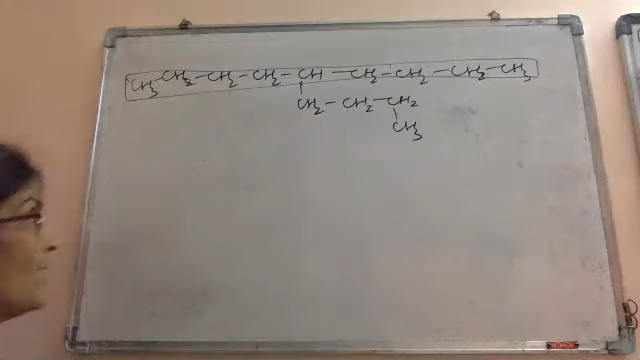 CH₃ CH₂ – CH₂ – CH₂ – CH – CH₂ – CH₂ – CH₂ – CH₃
CH₂ – CH₂ – CH₂
CH₃